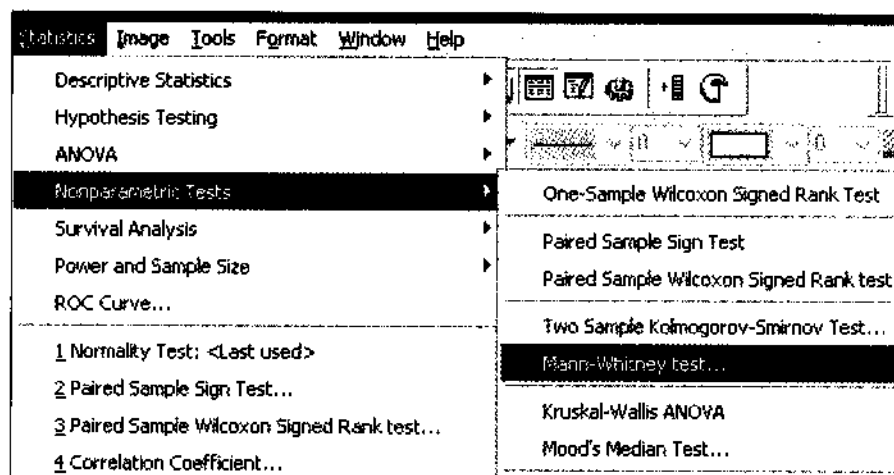 Statistics Image Tools Format Window Help
Descriptive Statistics
Hypothesis Testing
ANOVA
Nonparametric Tests
Survival Analysis
Power and Sample Size
ROC Curve...
1 Normality Test: <Last used>
2 Paired Sample Sign Test...
3 Paired Sample Wilcoxon Signed Rank test...
4 Correlation Coefficient...
0 0
One-Sample Wilcoxon Signed Rank Test
Paired Sample Sign Test
Paired Sample Wilcoxon Signed Rank test
Two Sample Kolmogorov-Smirnov Test...
Mann-Whitney test...
Kruskal-Wallis ANOVA
Mood's Median Test...